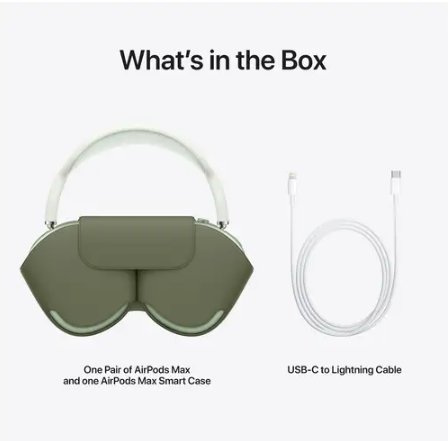 What's in the Box
One Pair of AirPods Max
and one AirPods Max Smart Case
USB-C to Lightning Cable